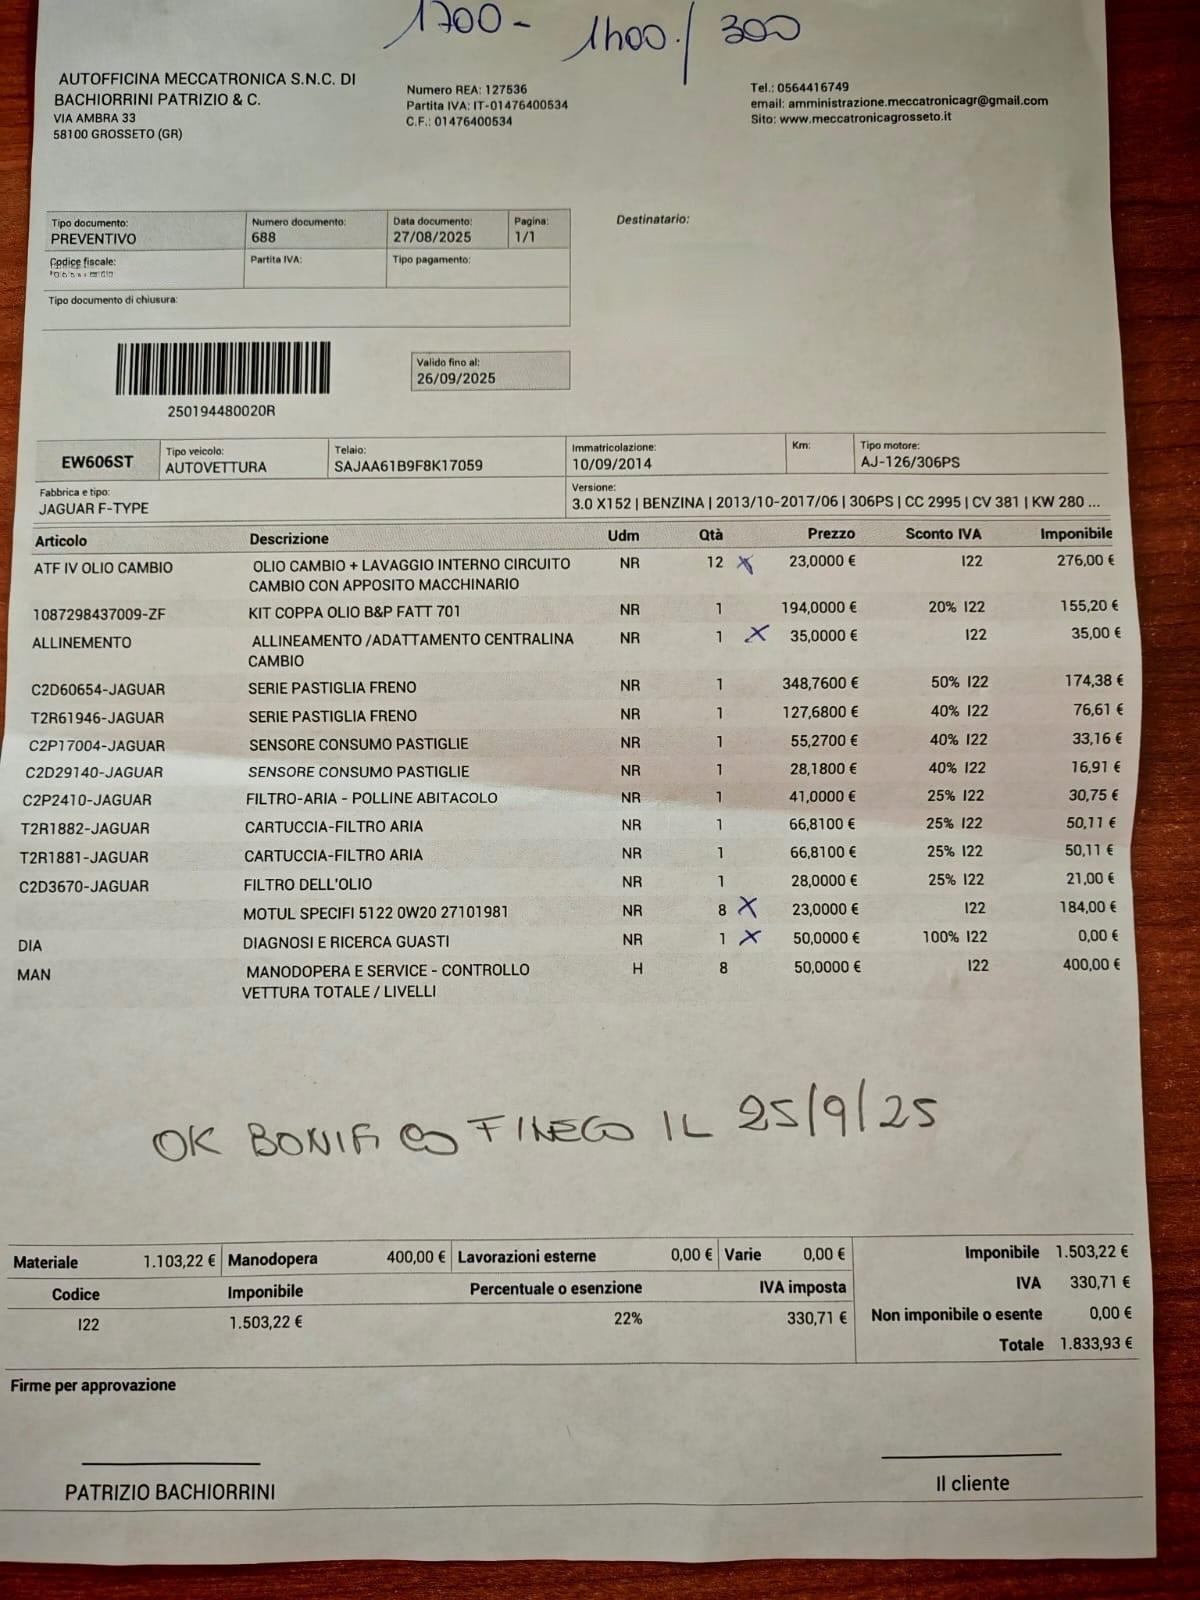 1700- 1400./ 300
AUTOFFICINA MECCATRONICA S.N.C. DI
BACHIORRINI PATRIZIO & C.
VIA AMBRA 33
58100 GROSSETO (GR)
Numero REA: 127536
Partita IVA: IT-01476400534
C.F.: 01476400534
Tel.: 0564416749
email: amministrazione.meccatronicagr@gmail.com
Sito: www.meccatronicagrosseto.it
Tipo documento: Numero documento: Data documento: Pagina:
PREVENTIVO 688 27/08/2025 1/1
Codice fiscale: Partita IVA: Tipo pagamento:
Tipo documento di chiusura:
Destinatario:
250194480020R
Valido fino al:
26/09/2025
EW606ST
Tipo veicolo: Telaio: Immatricolazione: Km: Tipo motore:
AUTOVETTURA SAJAA61B9F8K17059 10/09/2014 AJ-126/306PS
Fabbrica e tipo: Versione:
JAGUAR F-TYPE 3.0 X152 | BENZINA | 2013/10-2017/06 | 306PS | CC 2995 | CV 381 | KW 280 ...
Articolo Descrizione Udm Qtà Prezzo Sconto IVA Imponibile
ATF IV OLIO CAMBIO OLIO CAMBIO + LAVAGGIO INTERNO CIRCUITO NR 12 X 23,0000 € I22 276,00 €
CAMBIO CON APPOSITO MACCHINARIO
1087298437009-ZF KIT COPPA OLIO B&P FATT 701 NR 1 194,0000 € 20% I22 155,20 €
ALLINEMENTO ALLINEAMENTO /ADATTAMENTO CENTRALINA NR 1 X 35,0000 € I22 35,00 €
CAMBIO
C2D60654-JAGUAR SERIE PASTIGLIA FRENO NR 1 348,7600 € 50% I22 174,38 €
T2R61946-JAGUAR SERIE PASTIGLIA FRENO NR 1 127,6800 € 40% I22 76,61 €
C2P17004-JAGUAR SENSORE CONSUMO PASTIGLIE NR 1 55,2700 € 40% I22 33,16 €
C2D29140-JAGUAR SENSORE CONSUMO PASTIGLIE NR 1 28,1800 € 40% I22 16,91 €
C2P2410-JAGUAR FILTRO-ARIA - POLLINE ABITACOLO NR 1 41,0000 € 25% I22 30,75 €
T2R1882-JAGUAR CARTUCCIA-FILTRO ARIA NR 1 66,8100 € 25% I22 50,11 €
T2R1881-JAGUAR CARTUCCIA-FILTRO ARIA NR 1 66,8100 € 25% I22 50,11 €
C2D3670-JAGUAR FILTRO DELL'OLIO NR 1 28,0000 € 25% I22 21,00 €
MOTUL SPECIFI 5122 0W20 27101981 NR 8 X 23,0000 € I22 184,00 €
DIA DIAGNOSI E RICERCA GUASTI NR 1 X 50,0000 € 100% I22 0,00 €
MAN MANODOPERA E SERVICE - CONTROLLO H 8 50,0000 € I22 400,00 €
VETTURA TOTALE / LIVELLI
OK IL 25/9/25
Materiale 1.103,22 € Manodopera 400,00 € Lavorazioni esterne 0,00 € Varie 0,00 € Imponibile 1.503,22 €
Codice Imponibile Percentuale o esenzione IVA imposta IVA 330,71 €
I22 1.503,22 € 22% 330,71 € Non imponibile o esente 0,00 €
Totale 1.833,93 €
Firme per approvazione
PATRIZIO BACHIORRINI
Il cliente